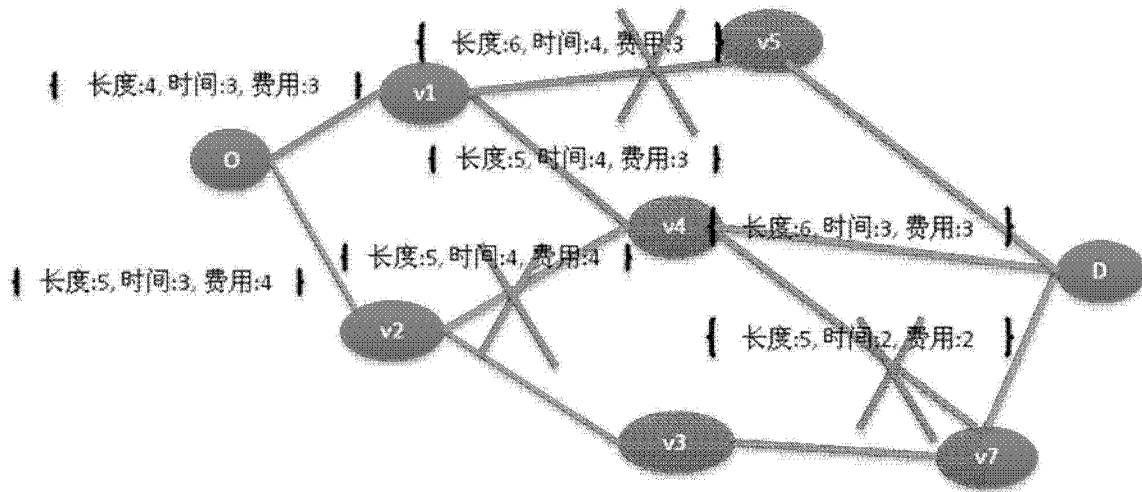 { 长度:6, 时间:4, 费用:3 }
v5
{ 长度:4, 时间:3, 费用:3 }
v1
O
{ 长度:5, 时间:4, 费用:3 }
v4
{ 长度:6, 时间:3, 费用:3 }
{ 长度:5, 时间:4, 费用:4 }
{ 长度:5, 时间:3, 费用:4 }
D
v2
{ 长度:5, 时间:2, 费用:2 }
v3
v7